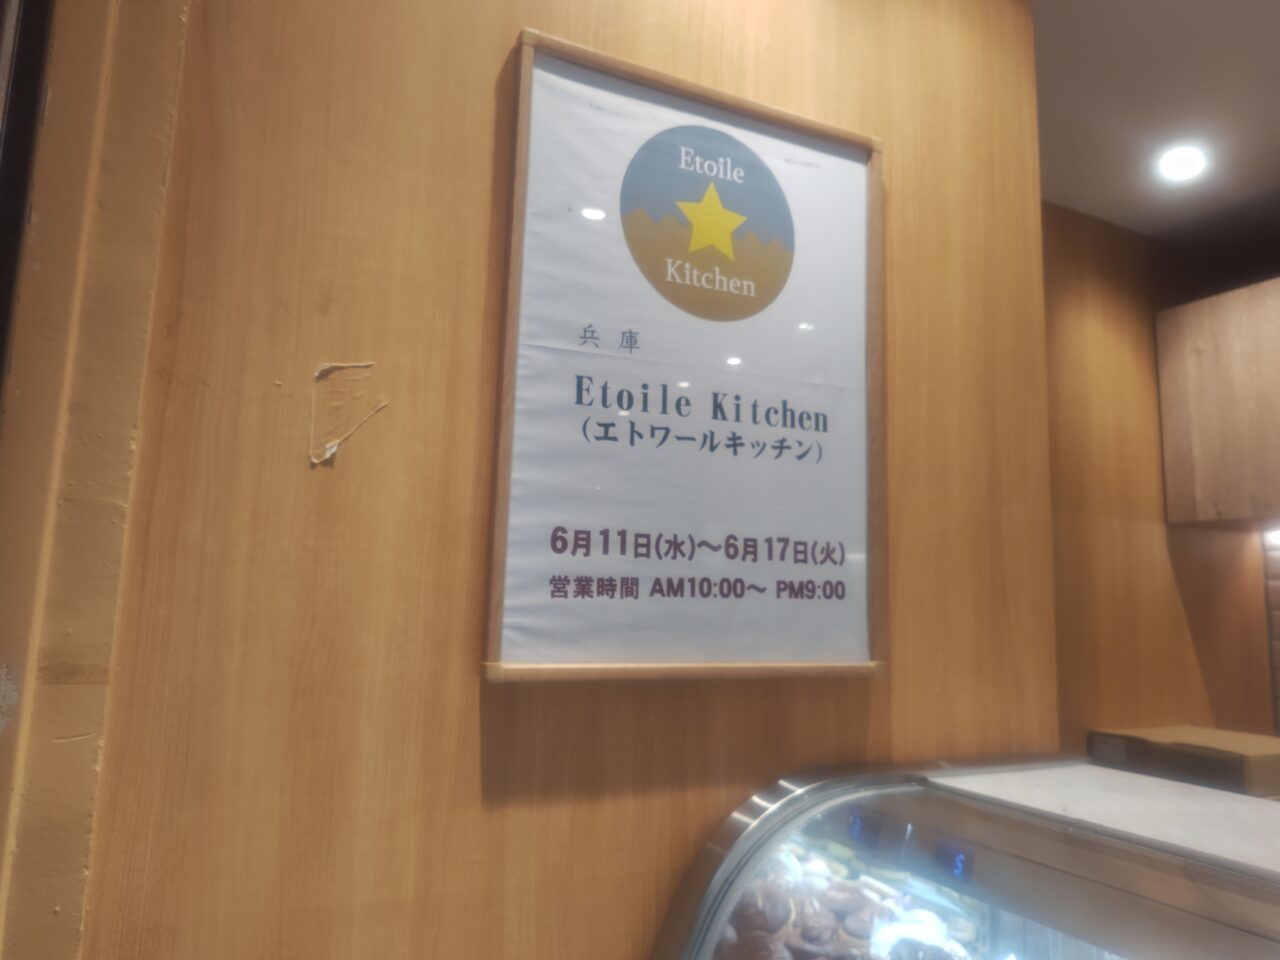 Etoile
Kitchen
兵庫
Etoile Kitchen
(エトワールキッチン)
6月11日(水)～6月17日(火)
営業時間 AM10:00～ PM9:00